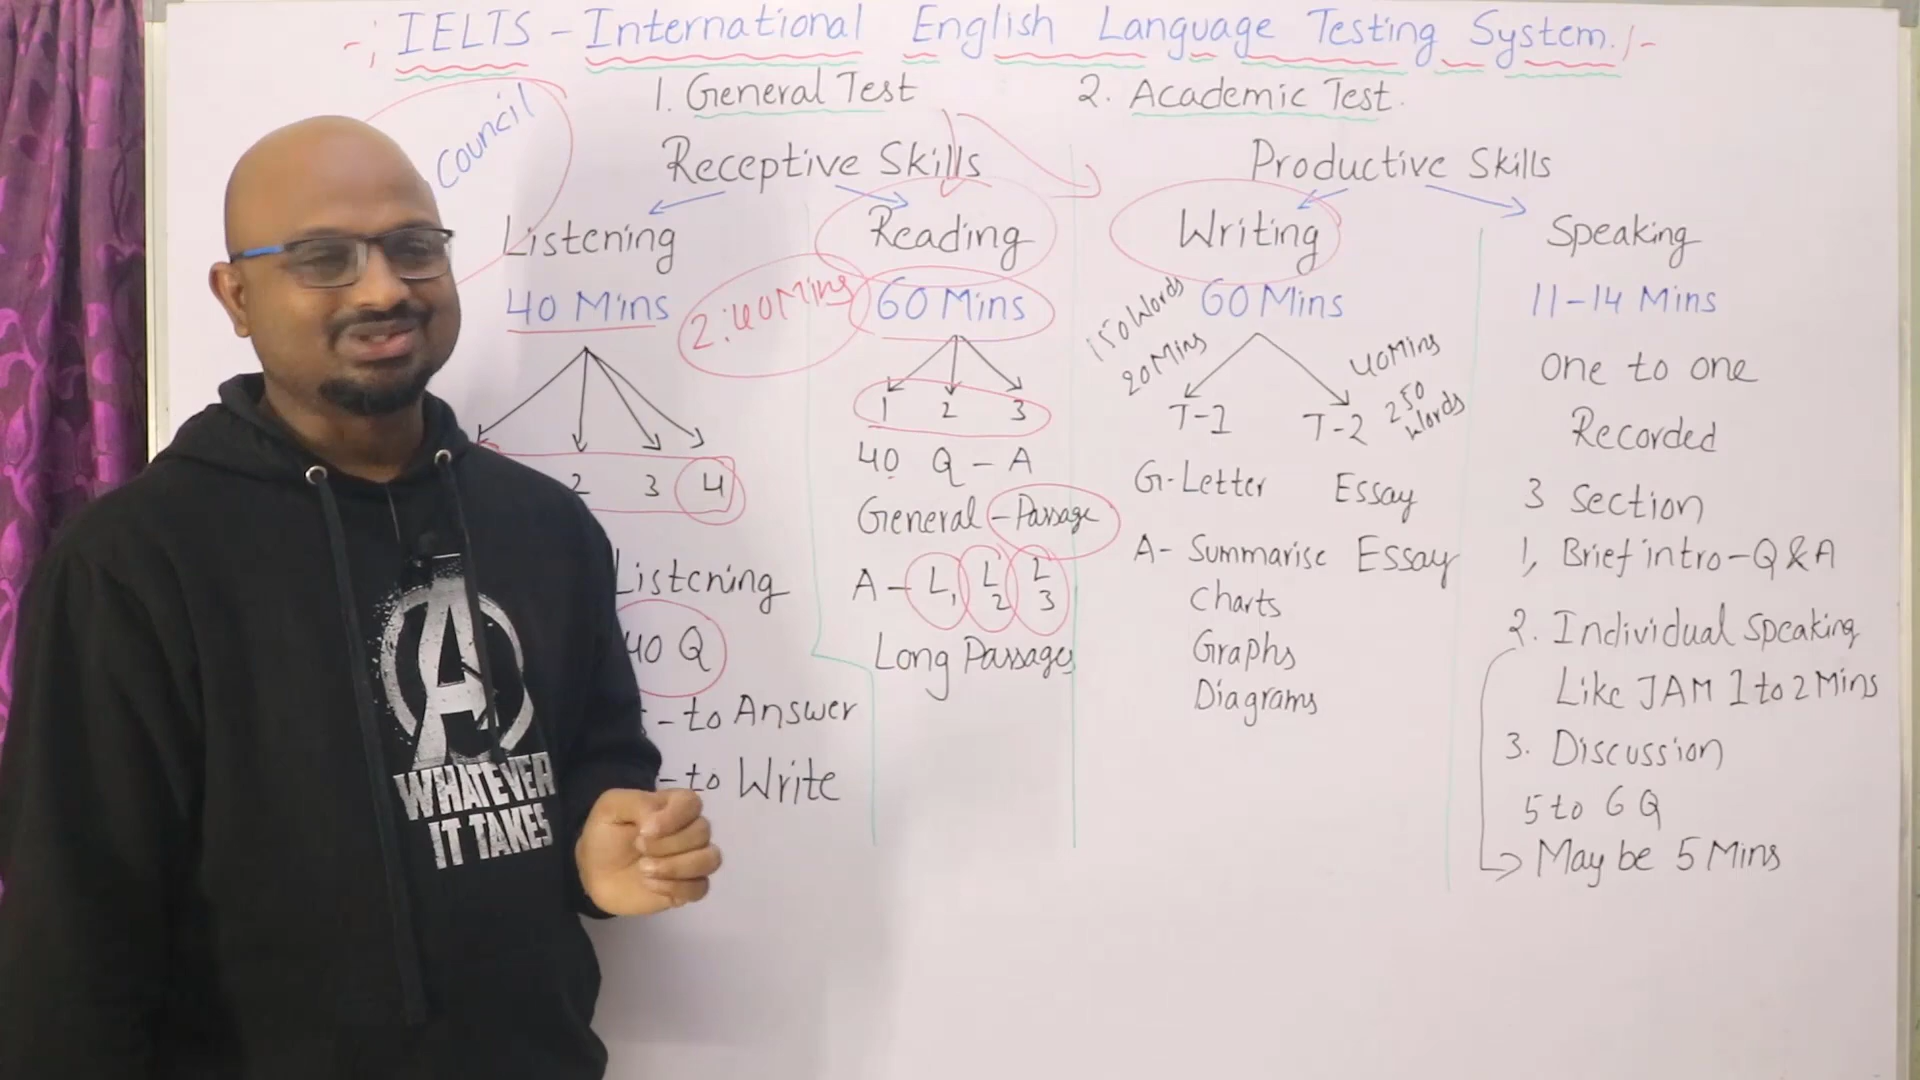 -; IELTS - International English Language Testing System. /-
1. General Test
2. Academic Test.
Council
Receptive Skills
Productive Skills
Listening
40 Mins
2 3 4
Listening
40 Q
- to Answer
- to Write
2:40 Mins
Reading
60 Mins
1 2 3
40 Q - A
General - Passage
A - L1 L2 L3
Long Passages
Writing
60 Mins
150 Words
20 Mins
40 Mins
250 Words
T-1 T-2
G-Letter Essay
A- Summarise Essay
Charts
Graphs
Diagrams
Speaking
11-14 Mins
One to one
Recorded
3 Section
1, Brief intro-Q & A
2. Individual Speaking
Like JAM 1 to 2 Mins
3. Discussion
5 to 6 Q
May be 5 Mins
A
WHATEVER
IT TAKES